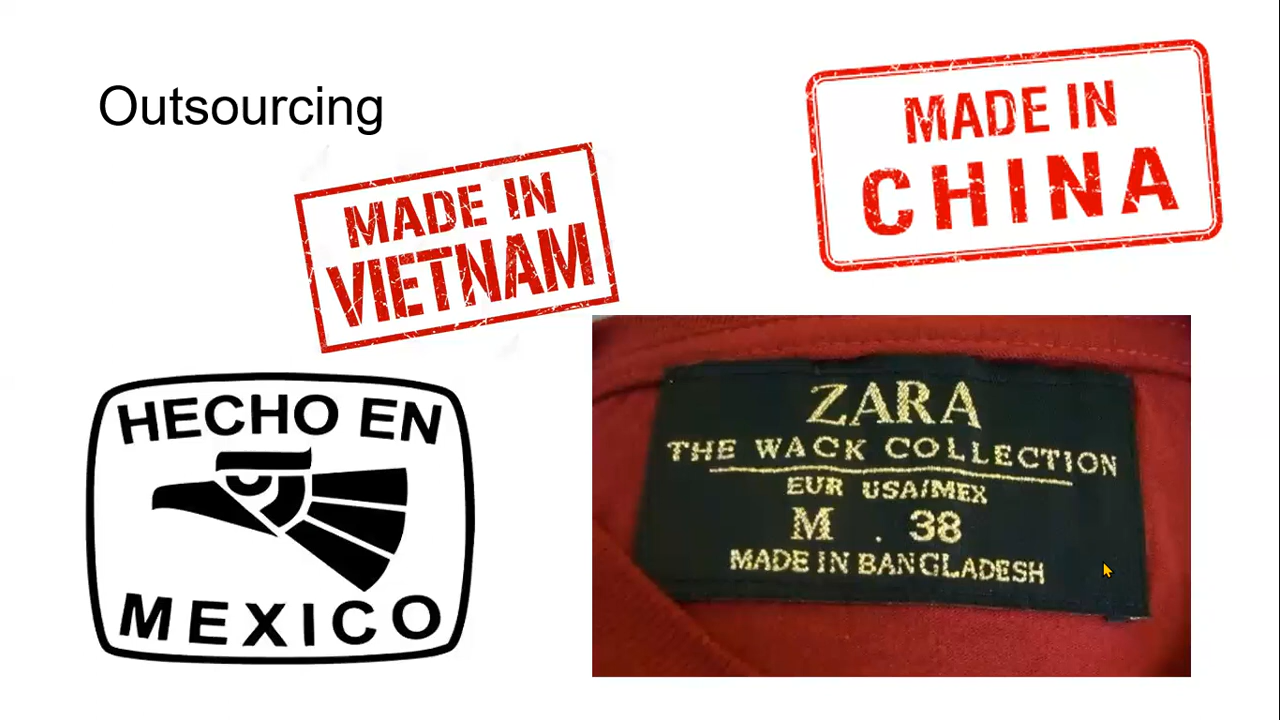 Outsourcing
MADE IN
CHINA
MADE IN
VIETNAM
HECHO EN
MEXICO
ZARA
THE WACK COLLECTION
EUR USA/MEX
M . 38
MADE IN BANGLADESH